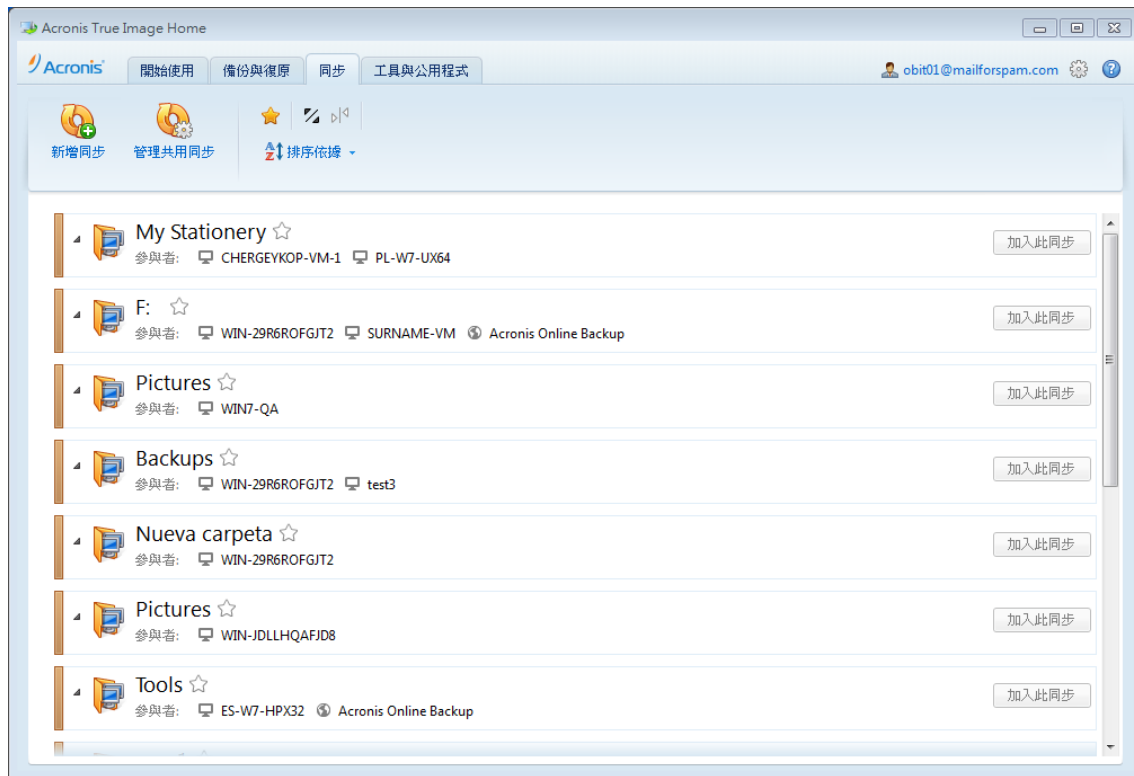 Acronis True Image Home
Acronis 開始使用 備份與復原 同步 工具與公用程式 obit01@mailforspam.com
新增同步 管理共用同步 排序依據
My Stationery
參與者: CHERGEYKOP-VM-1 PL-W7-UX64
加入此同步
F:
參與者: WIN-29R6ROFGJT2 SURNAME-VM Acronis Online Backup
加入此同步
Pictures
參與者: WIN7-QA
加入此同步
Backups
參與者: WIN-29R6ROFGJT2 test3
加入此同步
Nueva carpeta
參與者: WIN-29R6ROFGJT2
加入此同步
Pictures
參與者: WIN-JDLLHQAFJD8
加入此同步
Tools
參與者: ES-W7-HPX32 Acronis Online Backup
加入此同步